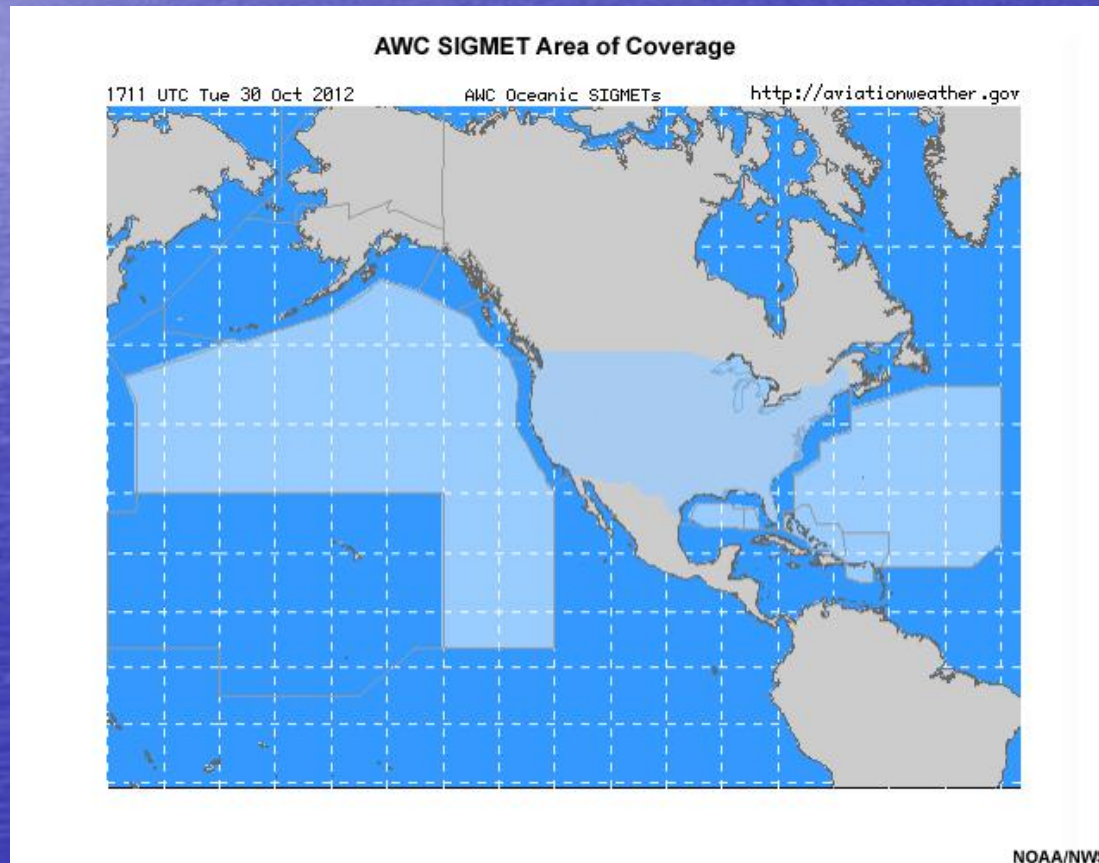 AWC SIGMET Area of Coverage
1711 UTC Tue 30 Oct 2012 AWC Oceanic SIGMETs http://aviationweather.gov
NOAA/NWS